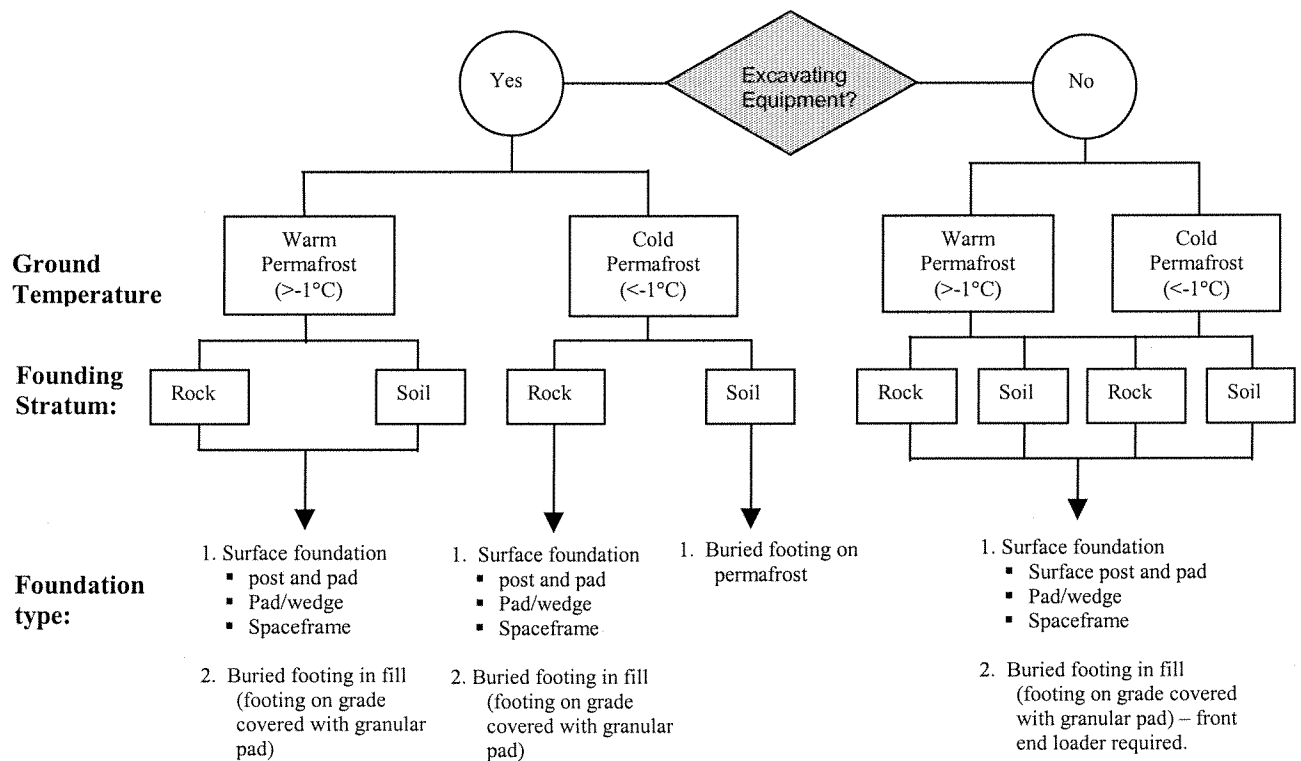 Excavating
Equipment?
Yes
No
Ground
Temperature
Warm
Permafrost
(>-1°C)
Cold
Permafrost
(<-1°C)
Warm
Permafrost
(>-1°C)
Cold
Permafrost
(<-1°C)
Founding
Stratum:
Rock
Soil
Rock
Soil
Rock
Soil
Rock
Soil
Foundation
type:
1. Surface foundation
▪ post and pad
▪ Pad/wedge
▪ Spaceframe
2. Buried footing in fill
(footing on grade
covered with granular
pad)
1. Surface foundation
▪ post and pad
▪ Pad/wedge
▪ Spaceframe
2. Buried footing in fill
(footing on grade
covered with granular
pad)
1. Buried footing on
permafrost
1. Surface foundation
▪ Surface post and pad
▪ Pad/wedge
▪ Spaceframe
2. Buried footing in fill
(footing on grade covered
with granular pad) – front
end loader required.